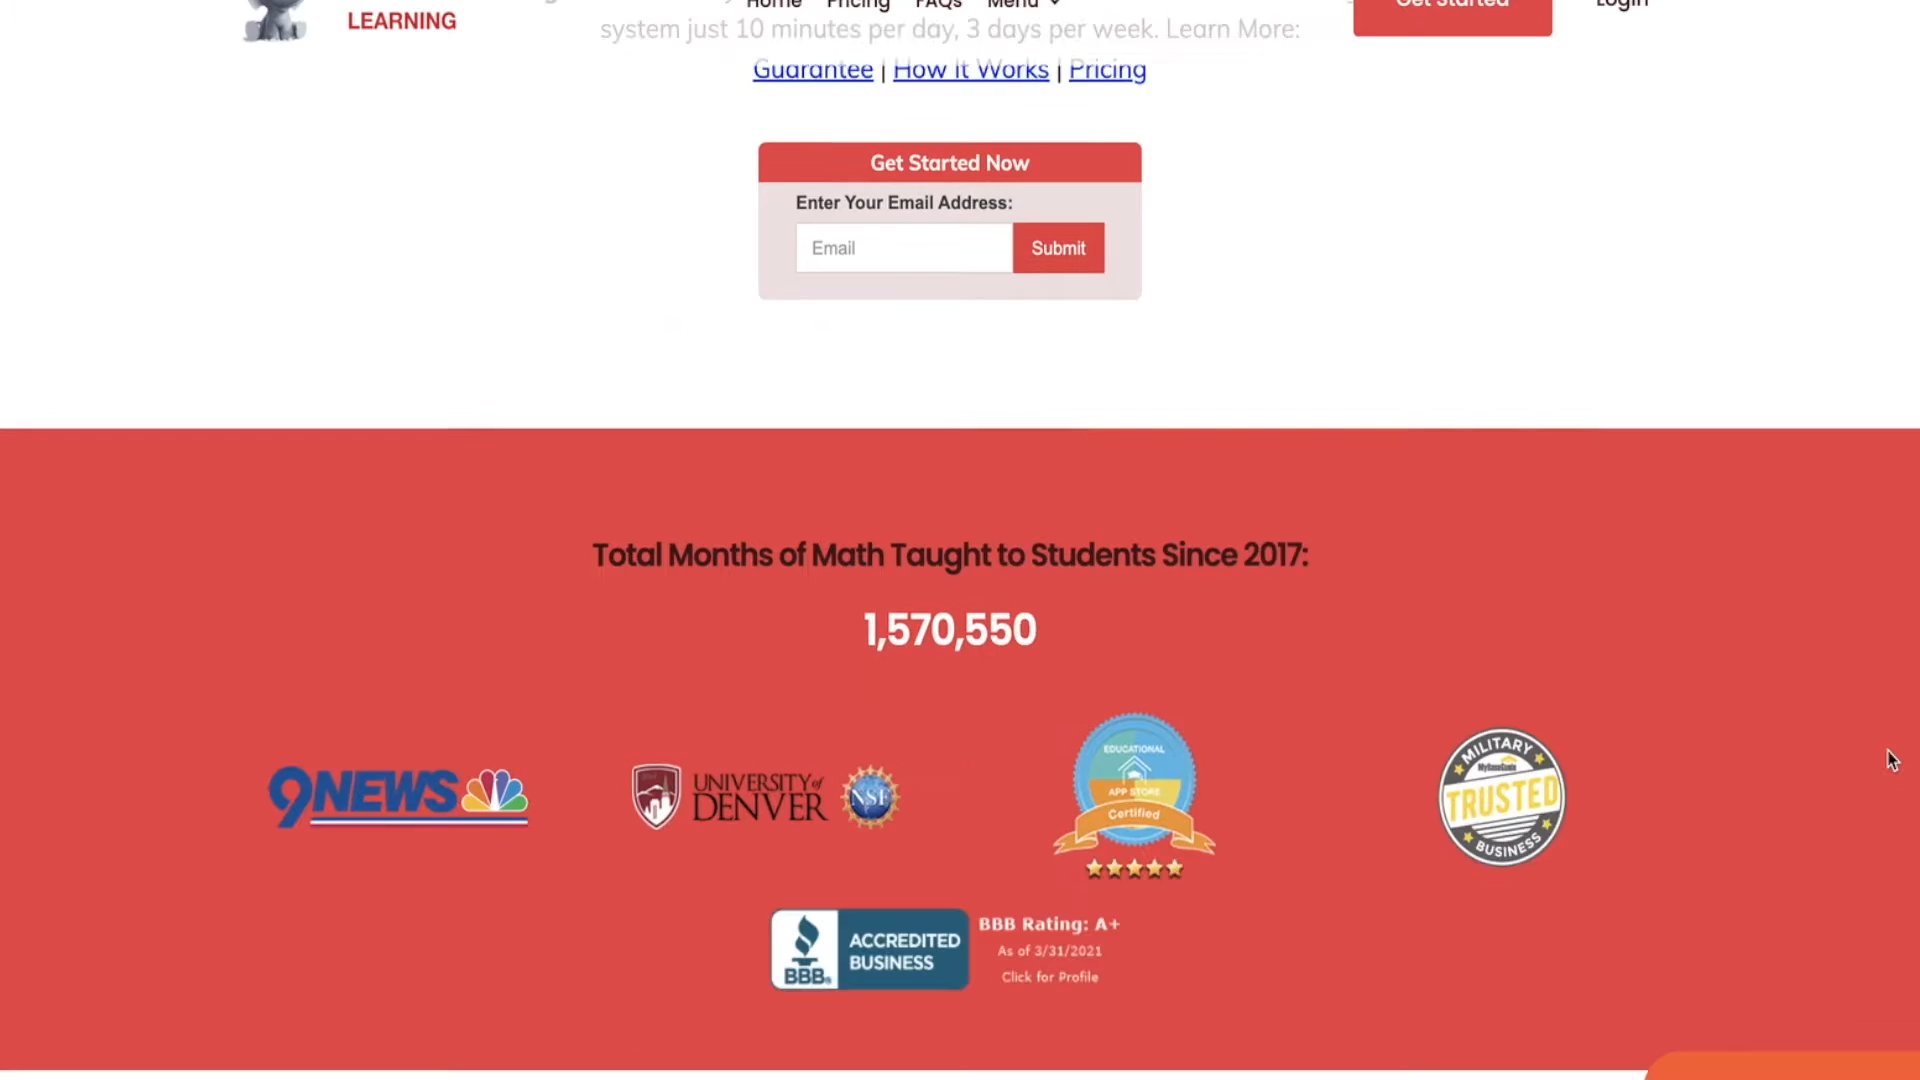 Home Pricing FAQs Menu
Get Started
Login
LEARNING
system just 10 minutes per day, 3 days per week. Learn More:
Guarantee | How It Works | Pricing
Get Started Now
Enter Your Email Address:
Email
Submit
Total Months of Math Taught to Students Since 2017:
1,570,550
9NEWS
UNIVERSITY of
DENVER
NSF
EDUCATIONAL
APP STORE
Certified
MILITARY
MyBaseGuide
TRUSTED
BUSINESS
BBB.
ACCREDITED
BUSINESS
BBB Rating: A+
As of 3/31/2021
Click for Profile